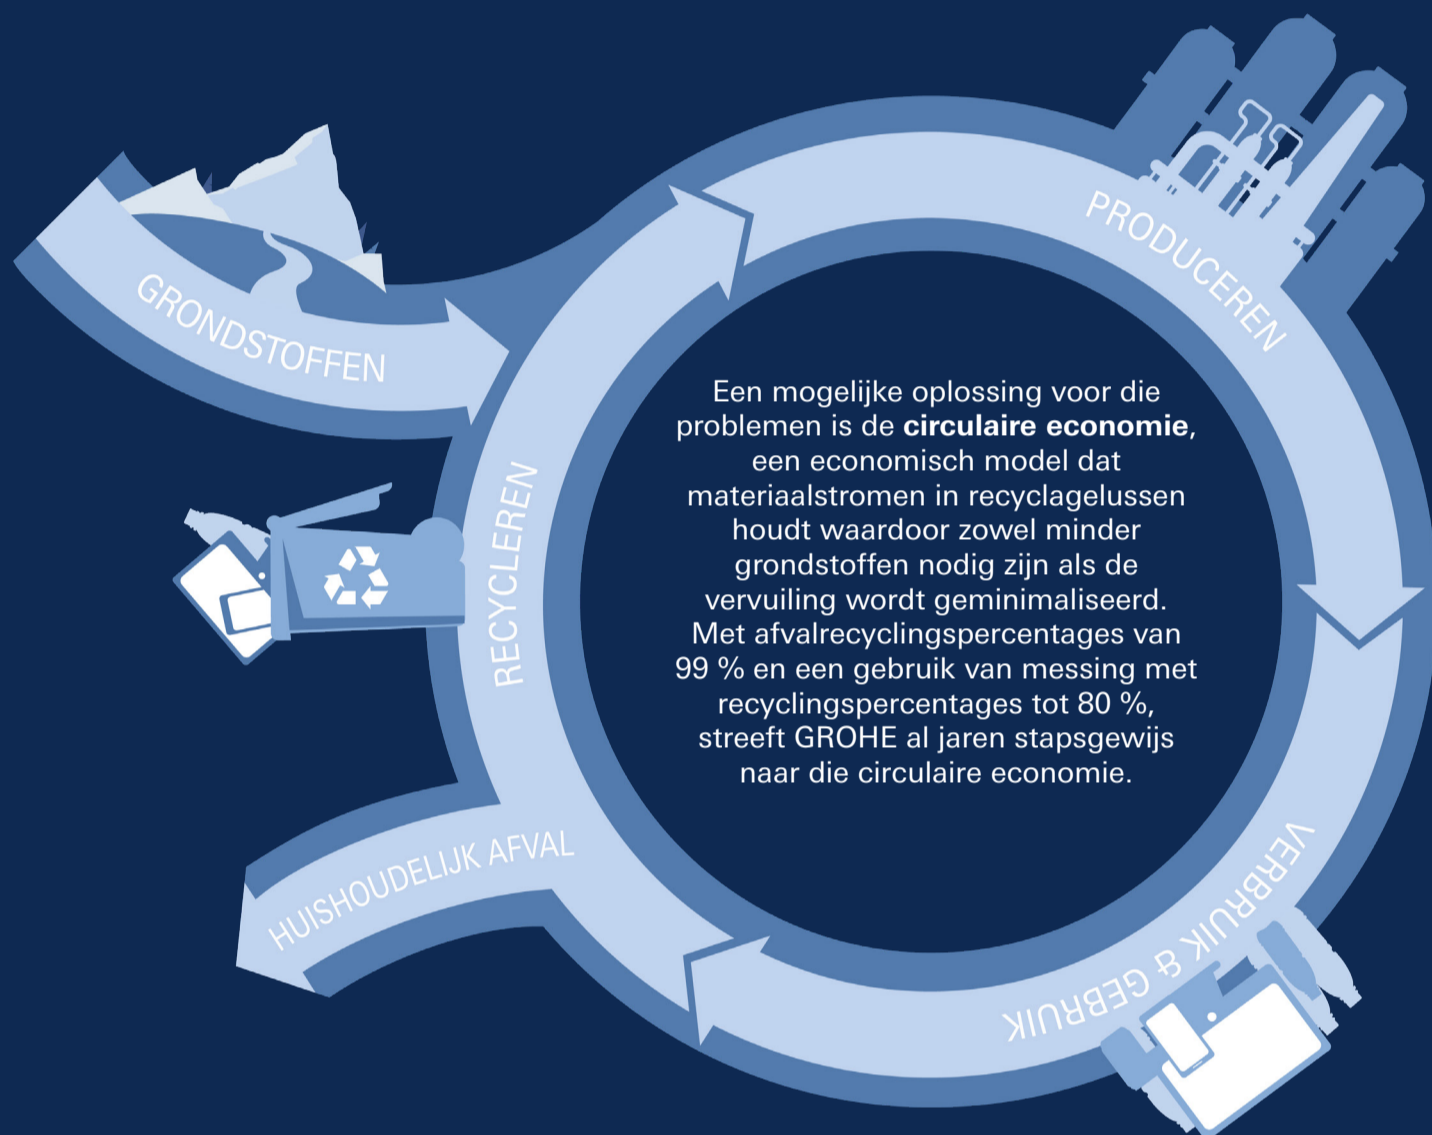 GRONDSTOFFEN
PRODUCEREN
Een mogelijke oplossing voor die
problemen is de circulaire economie,
een economisch model dat
materiaalstromen in recyclagelussen
houdt waardoor zowel minder
grondstoffen nodig zijn als de
vervuiling wordt geminimaliseerd.
Met afvalrecyclingspercentages van
99 % en een gebruik van messing met
recyclingspercentages tot 80 %,
streeft GROHE al jaren stapsgewijs
naar die circulaire economie.
RECYCLEREN
HUISHOUDELIJK AFVAL
VERBRUIK & GEBRUIK